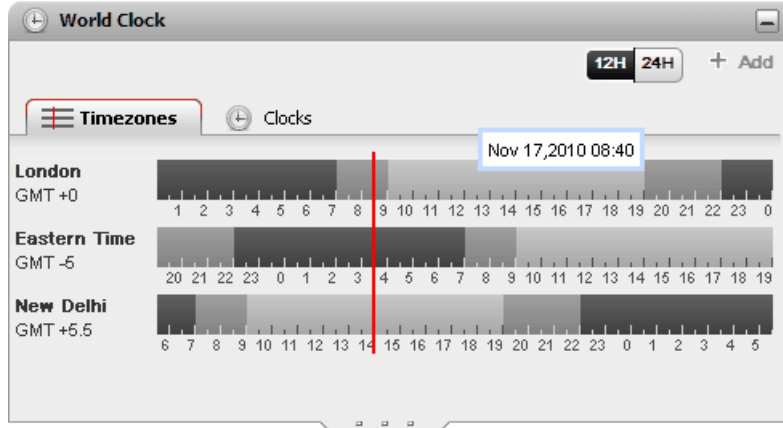 World Clock
12H 24H + Add
Timezones Clocks
Nov 17,2010 08:40
London
GMT +0
1 2 3 4 5 6 7 8 9 10 11 12 13 14 15 16 17 18 19 20 21 22 23 0
Eastern Time
GMT -5
20 21 22 23 0 1 2 3 4 5 6 7 8 9 10 11 12 13 14 15 16 17 18 19
New Delhi
GMT +5.5
6 7 8 9 10 11 12 13 14 15 16 17 18 19 20 21 22 23 0 1 2 3 4 5